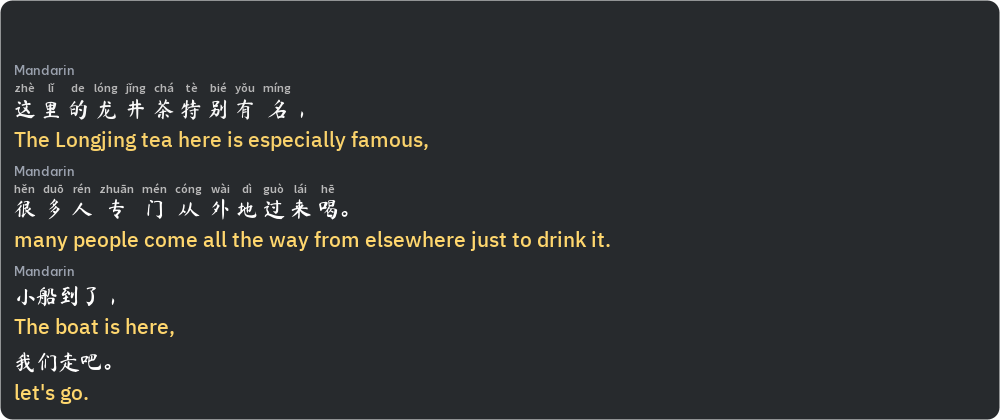 Mandarin
zhè lǐ de lóng jǐng chá tè bié yǒu míng
这里的龙井茶特别有名，
The Longjing tea here is especially famous,
Mandarin
hěn duō rén zhuān mén cóng wài dì guò lái hē
很多人专门从外地过来喝。
many people come all the way from elsewhere just to drink it.
Mandarin
小船到了，
The boat is here,
我们走吧。
let's go.